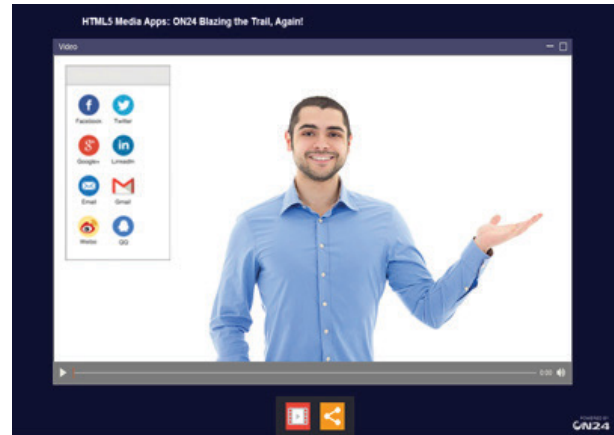 HTML5 Media Apps: ON24 Blazing the Trail, Again!
Video
Facebook Twitter
Google+ LinkedIn
Email Gmail
Weibo QQ
0:00
POWERED BY
ON24